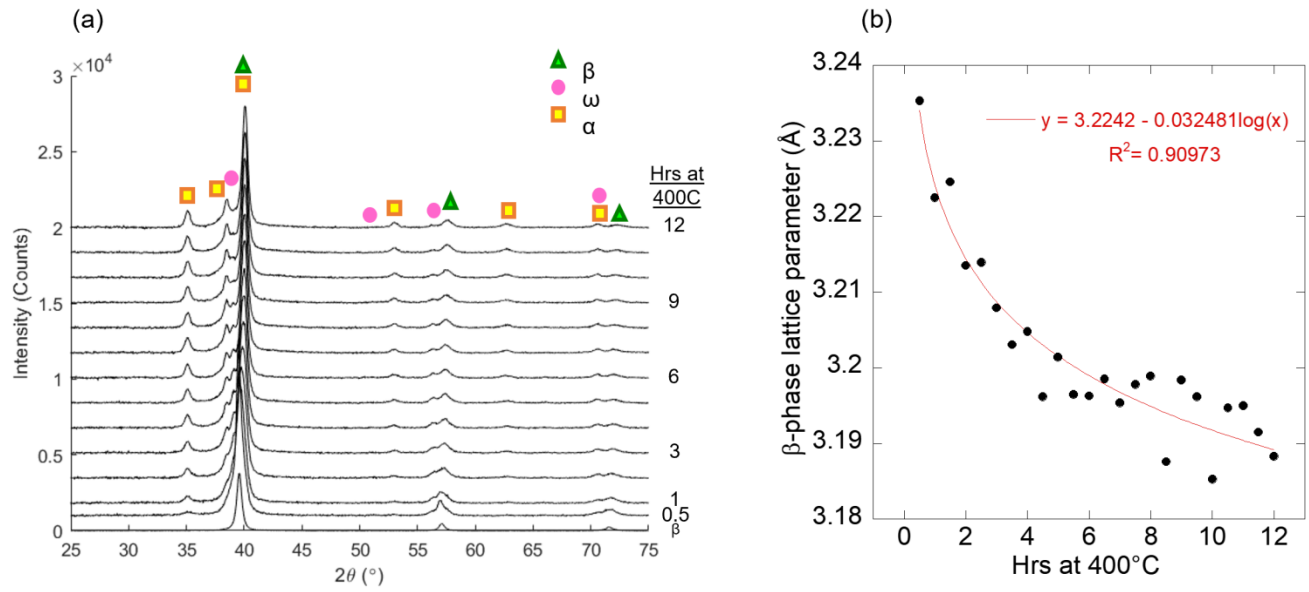 (a)
×10⁴
3
2.5
2
1.5
1
0.5
0
Intensity (Counts)
25 30 35 40 45 50 55 60 65 70 75
2θ (°)
β
ω
α
Hrs at
400C
12
9
6
3
1
0.5
β
(b)
3.24
3.23
3.22
3.21
3.2
3.19
3.18
β-phase lattice parameter (Å)
y = 3.2242 - 0.032481log(x)
R²= 0.90973
0 2 4 6 8 10 12
Hrs at 400°C